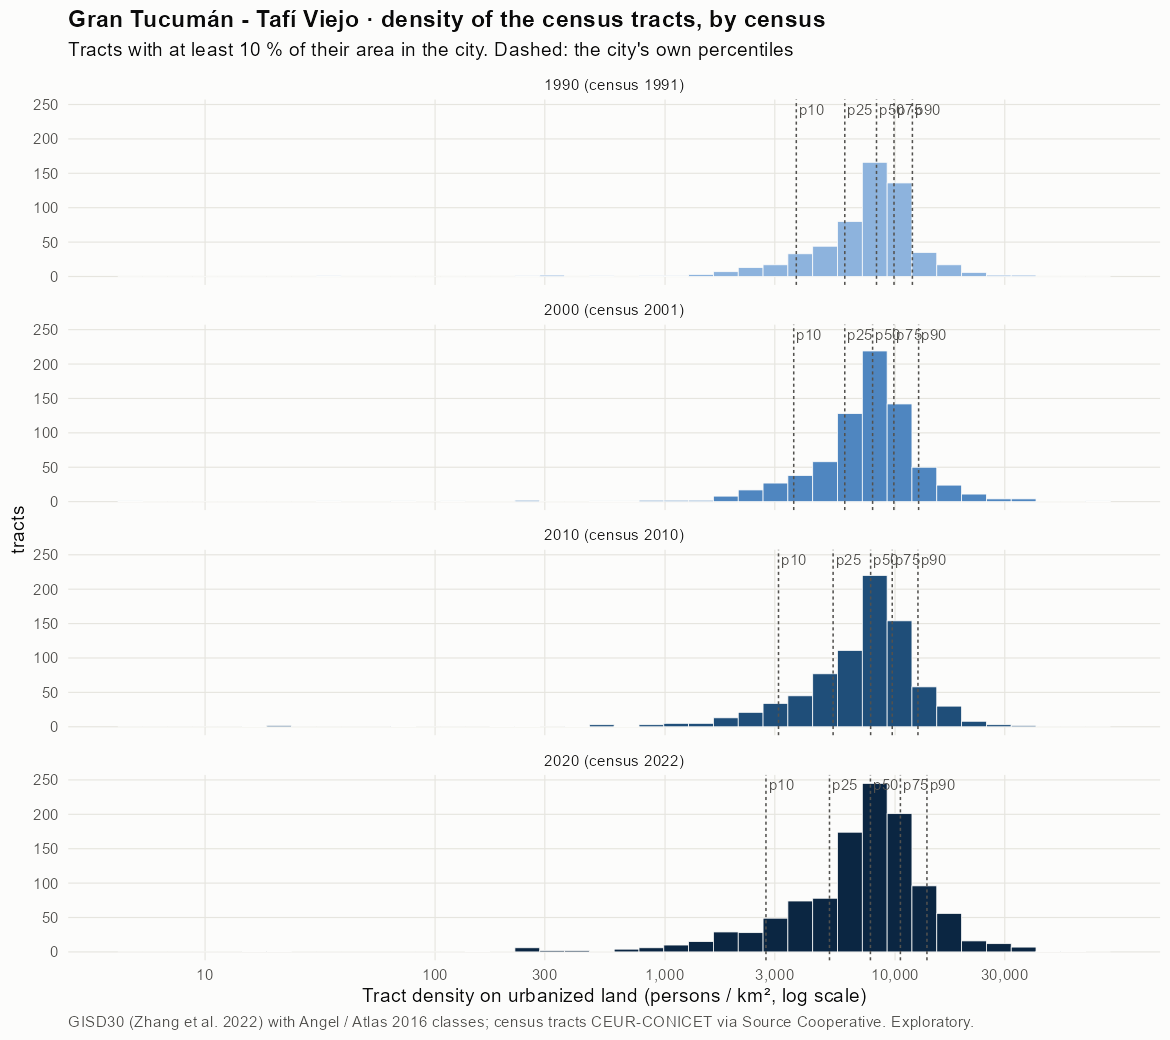 Gran Tucumán - Tafí Viejo · density of the census tracts, by census
Tracts with at least 10 % of their area in the city. Dashed: the city's own percentiles
1990 (census 1991)
250
200
150
100
50
0
p10
p25
p50
p75
p90
2000 (census 2001)
250
200
150
100
50
0
p10
p25
p50
p75
p90
tracts
2010 (census 2010)
250
200
150
100
50
0
p10
p25
p50
p75
p90
2020 (census 2022)
250
200
150
100
50
0
p10
p25
p50
p75
p90
10
100
300
1,000
3,000
10,000
30,000
Tract density on urbanized land (persons / km², log scale)
GISD30 (Zhang et al. 2022) with Angel / Atlas 2016 classes; census tracts CEUR-CONICET via Source Cooperative. Exploratory.